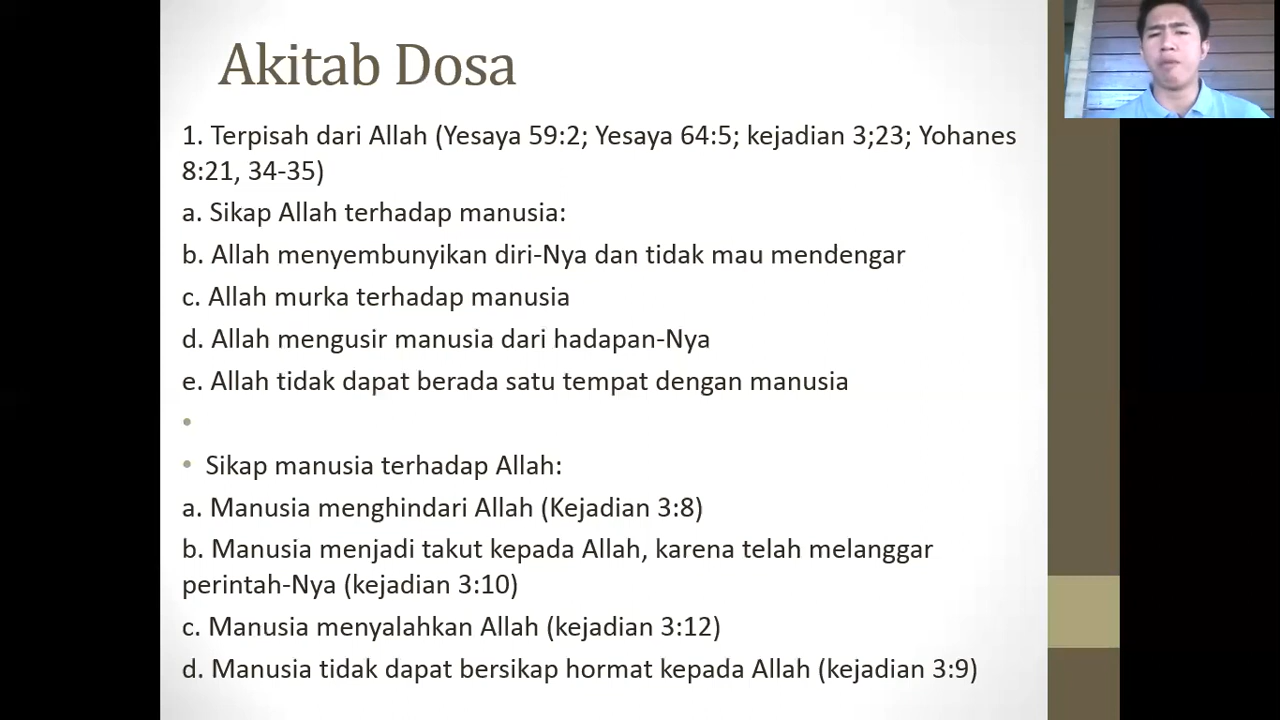 Akitab Dosa
1. Terpisah dari Allah (Yesaya 59:2; Yesaya 64:5; kejadian 3;23; Yohanes
8:21, 34-35)
a. Sikap Allah terhadap manusia:
b. Allah menyembunyikan diri-Nya dan tidak mau mendengar
c. Allah murka terhadap manusia
d. Allah mengusir manusia dari hadapan-Nya
e. Allah tidak dapat berada satu tempat dengan manusia
•
• Sikap manusia terhadap Allah:
a. Manusia menghindari Allah (Kejadian 3:8)
b. Manusia menjadi takut kepada Allah, karena telah melanggar
perintah-Nya (kejadian 3:10)
c. Manusia menyalahkan Allah (kejadian 3:12)
d. Manusia tidak dapat bersikap hormat kepada Allah (kejadian 3:9)